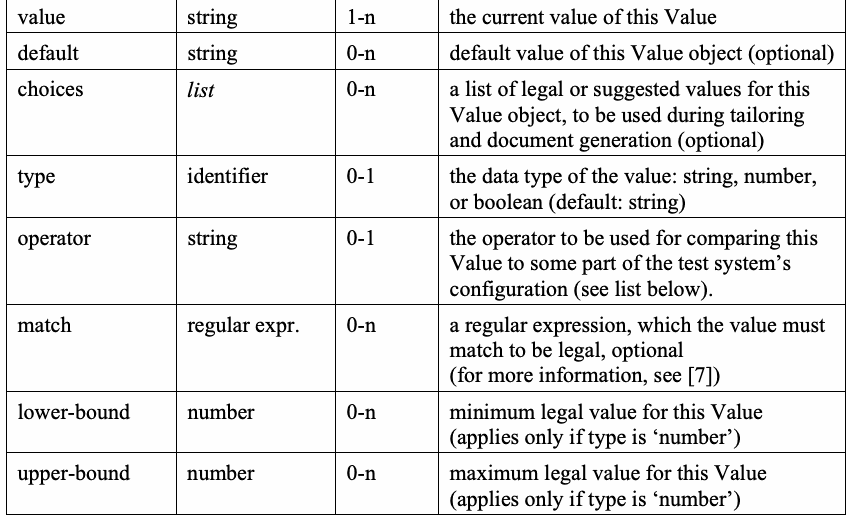 value string 1-n the current value of this Value
default string 0-n default value of this Value object (optional)
choices list 0-n a list of legal or suggested values for this
Value object, to be used during tailoring
and document generation (optional)
type identifier 0-1 the data type of the value: string, number,
or boolean (default: string)
operator string 0-1 the operator to be used for comparing this
Value to some part of the test system’s
configuration (see list below).
match regular expr. 0-n a regular expression, which the value must
match to be legal, optional
(for more information, see [7])
lower-bound number 0-n minimum legal value for this Value
(applies only if type is ‘number’)
upper-bound number 0-n maximum legal value for this Value
(applies only if type is ‘number’)